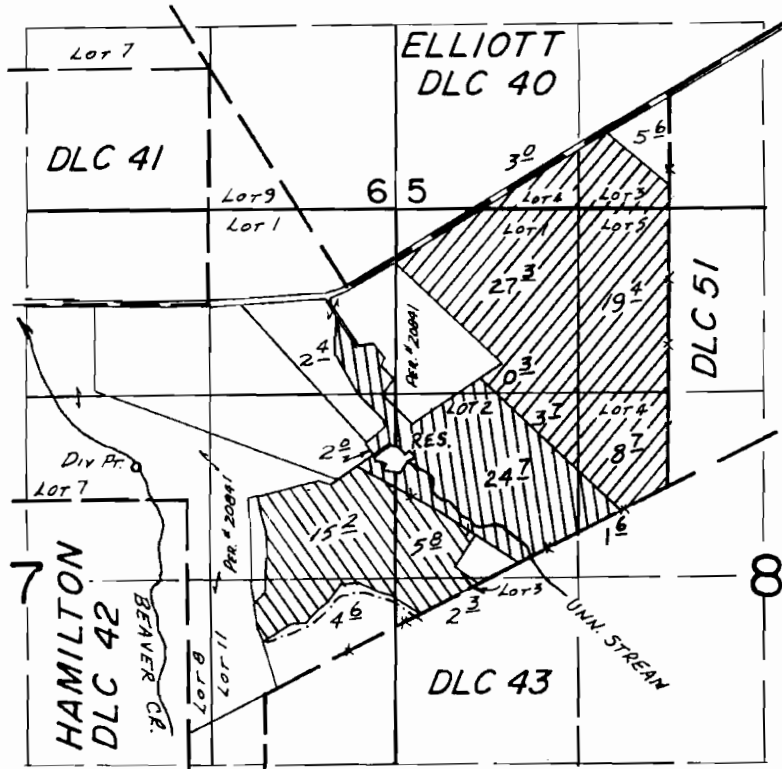 LOT 7
ELLIOTT
DLC 40
DLC 41
5 6
3 0
LOT 9
6 5
LOT 4
LOT 3
LOT 1
LOT 1
LOT 5
27 3
19 4
DLC 51
PER. # 20841
2 4
0 3
LOT 2
3 7
LOT 4
RES.
2 0
24 7
8 7
DIV PT.
LOT 7
PER. # 20841
15 2
5 8
1 6
7
8
HAMILTON
DLC 42
BEAVER CR.
4 6
2 3
LOT 3
UNN. STREAM
LOT 8
LOT 11
DLC 43